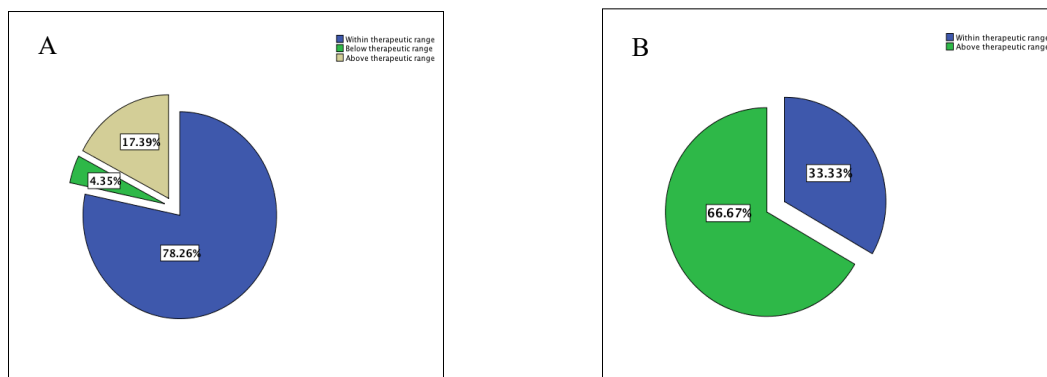 A
Within therapeutic range
Below therapeutic range
Above therapeutic range
17.39%
4.35%
78.26%
B
Within therapeutic range
Above therapeutic range
33.33%
66.67%